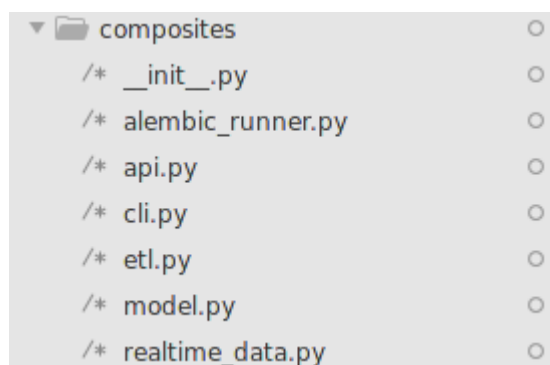 composites
/* __init__.py
/* alembic_runner.py
/* api.py
/* cli.py
/* etl.py
/* model.py
/* realtime_data.py